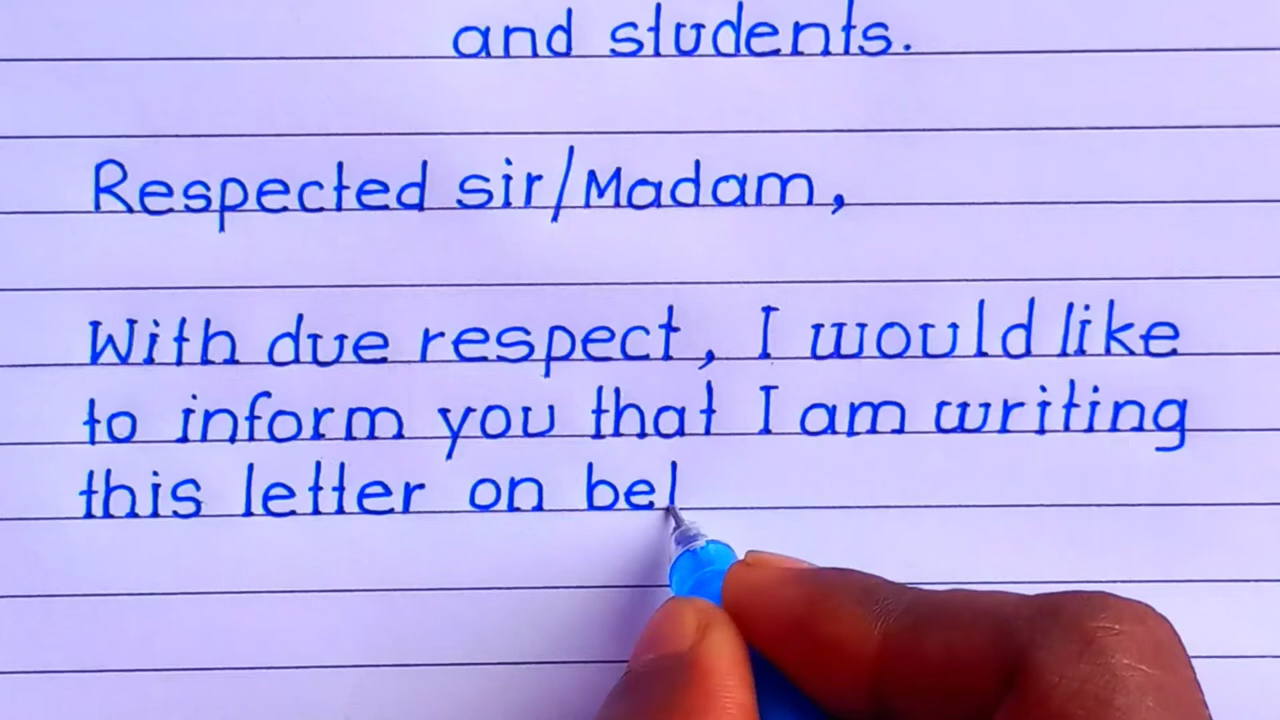 and students.
Respected sir/Madam,
With due respect, I would like
to inform you that I am writing
this letter on bel